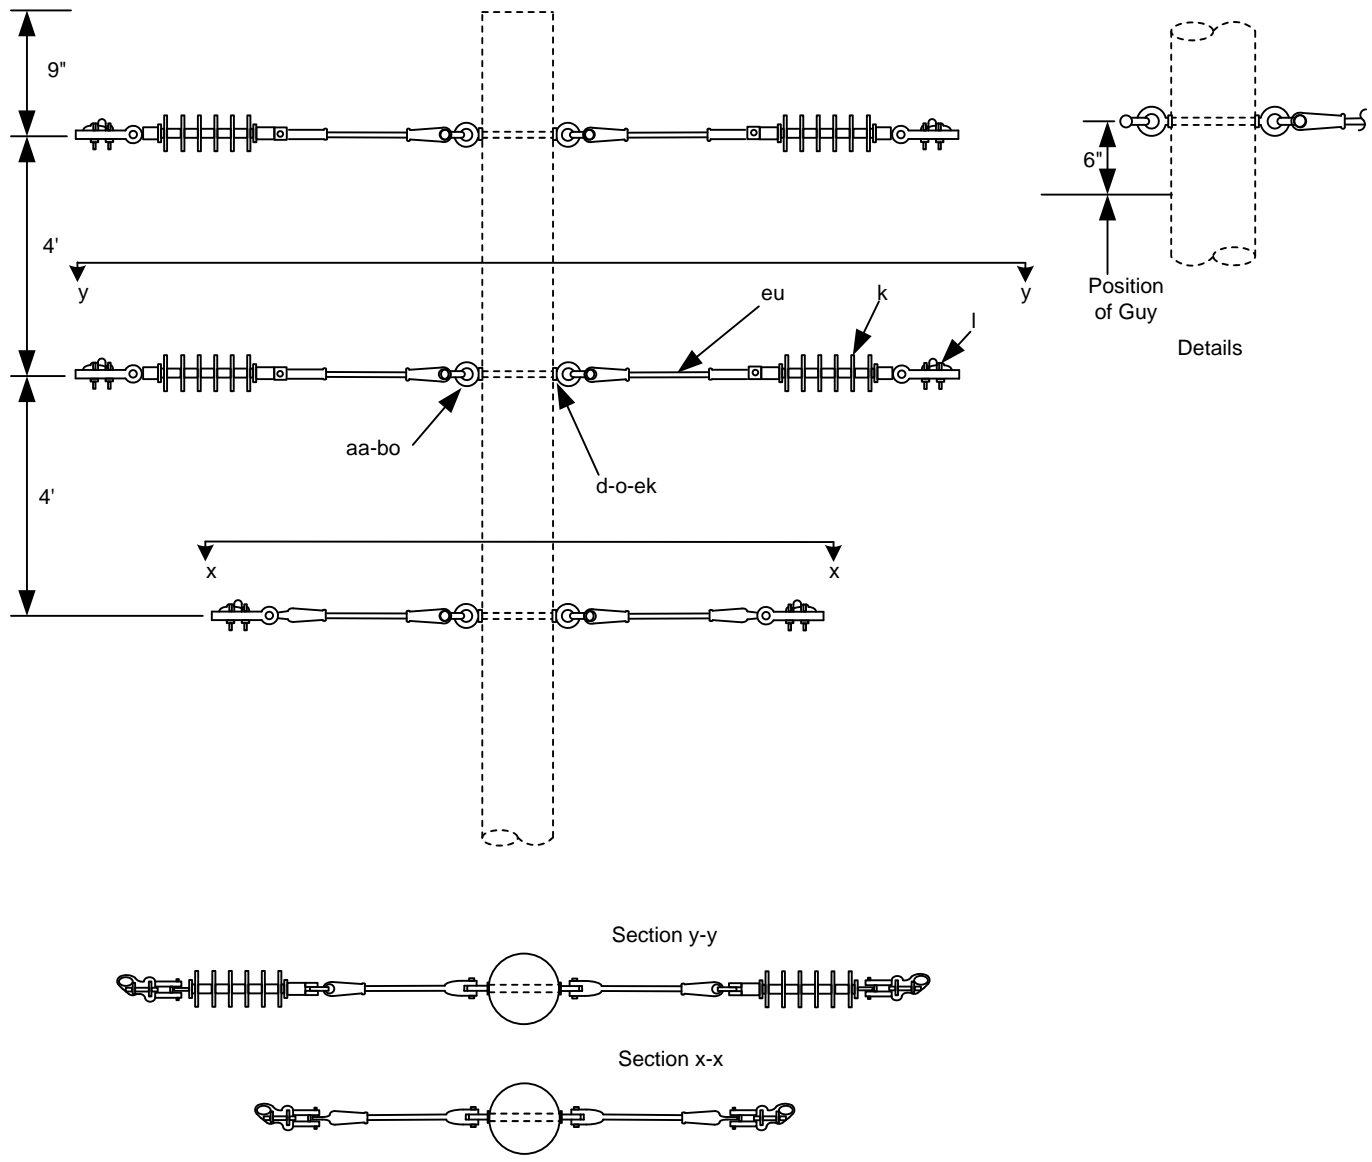 9"
4'
y
y
eu
k
l
aa-bo
d-o-ek
4'
x
x
6"
Position
of Guy
Details
Section y-y
Section x-x